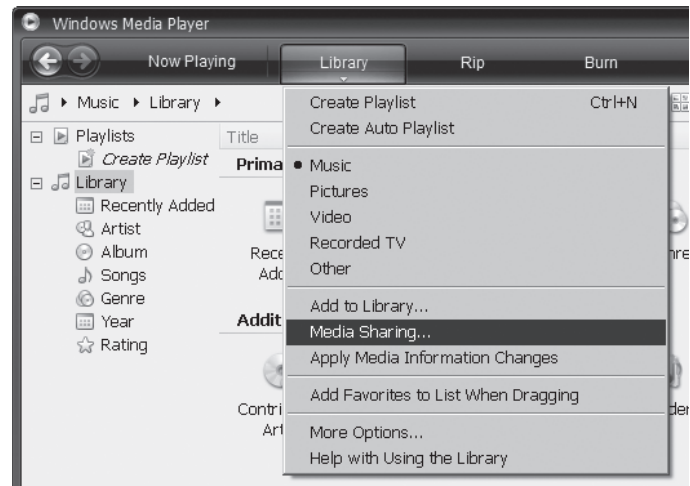 Windows Media Player
Now Playing Library Rip Burn
Music Library
Playlists
Create Playlist
Library
Recently Added
Artist
Album
Songs
Genre
Year
Rating
Title
Create Playlist Ctrl+N
Create Auto Playlist
Music
Pictures
Video
Recorded TV
Other
Add to Library...
Media Sharing...
Apply Media Information Changes
Add Favorites to List When Dragging
More Options...
Help with Using the Library